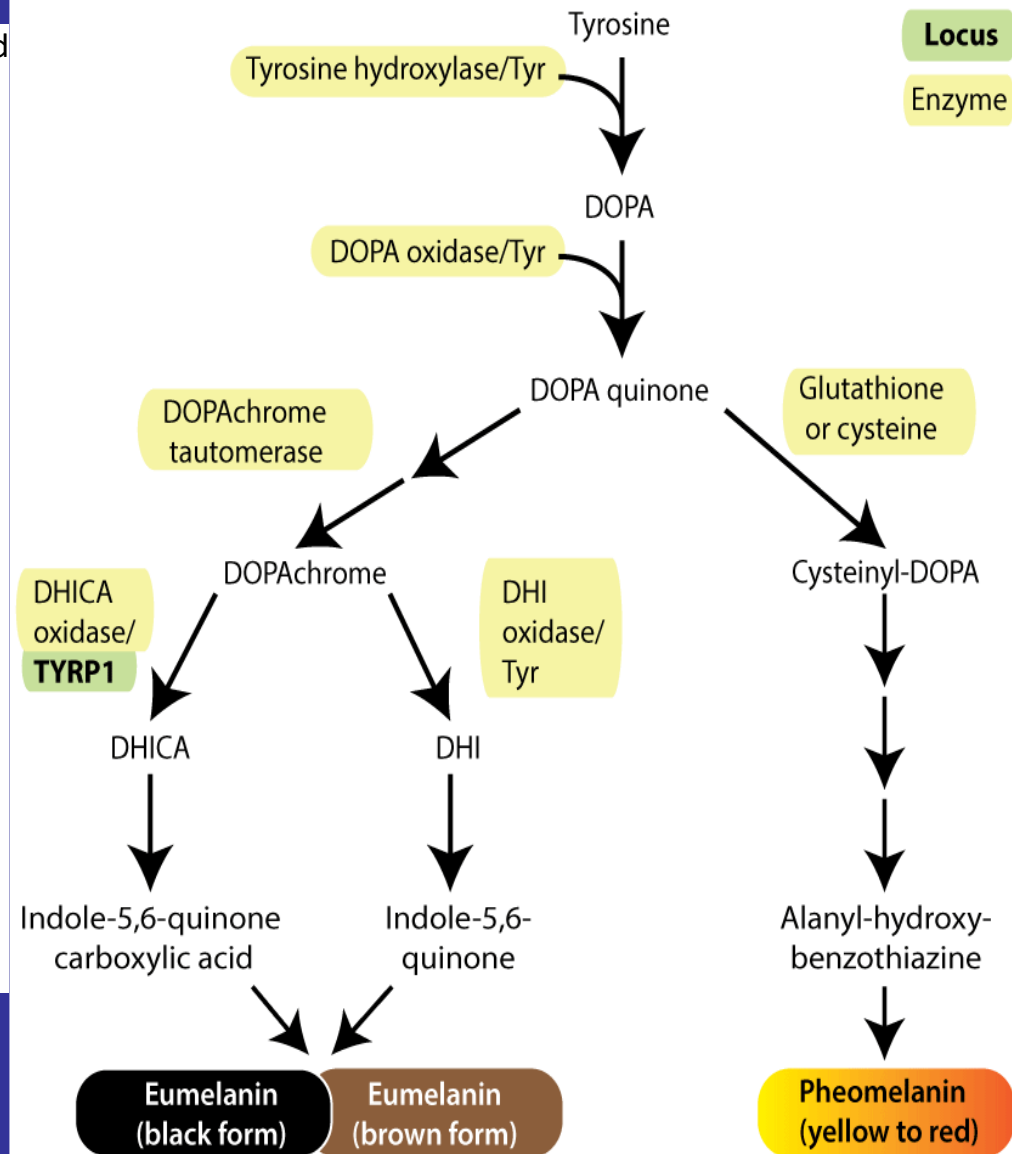 d
Tyrosine
Locus
Tyrosine hydroxylase/Tyr
Enzyme
DOPA
DOPA oxidase/Tyr
DOPA quinone
Glutathione
or cysteine
DOPAchrome
tautomerase
DOPAchrome
Cysteinyl-DOPA
DHICA
oxidase/
TYRP1
DHI
oxidase/
Tyr
DHICA
DHI
Indole-5,6-quinone
carboxylic acid
Indole-5,6-
quinone
Alanyl-hydroxy-
benzothiazine
Eumelanin
(black form)
Eumelanin
(brown form)
Pheomelanin
(yellow to red)